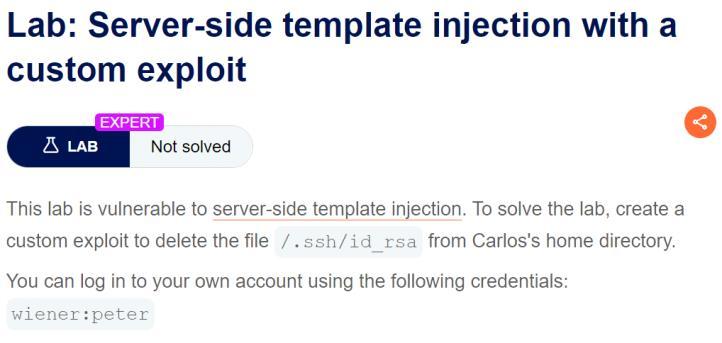 Lab: Server-side template injection with a
custom exploit
EXPERT
LAB
Not solved
This lab is vulnerable to server-side template injection. To solve the lab, create a
custom exploit to delete the file /.ssh/id_rsa from Carlos's home directory.
You can log in to your own account using the following credentials:
wiener:peter